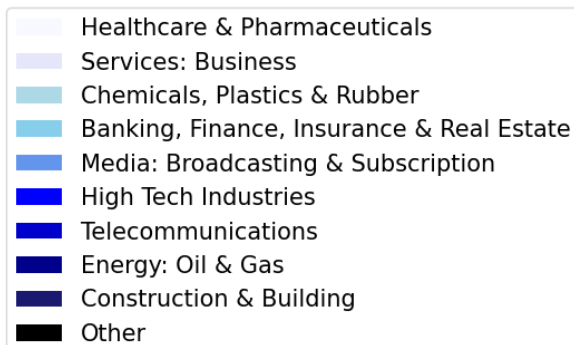 Healthcare & Pharmaceuticals
Services: Business
Chemicals, Plastics & Rubber
Banking, Finance, Insurance & Real Estate
Media: Broadcasting & Subscription
High Tech Industries
Telecommunications
Energy: Oil & Gas
Construction & Building
Other